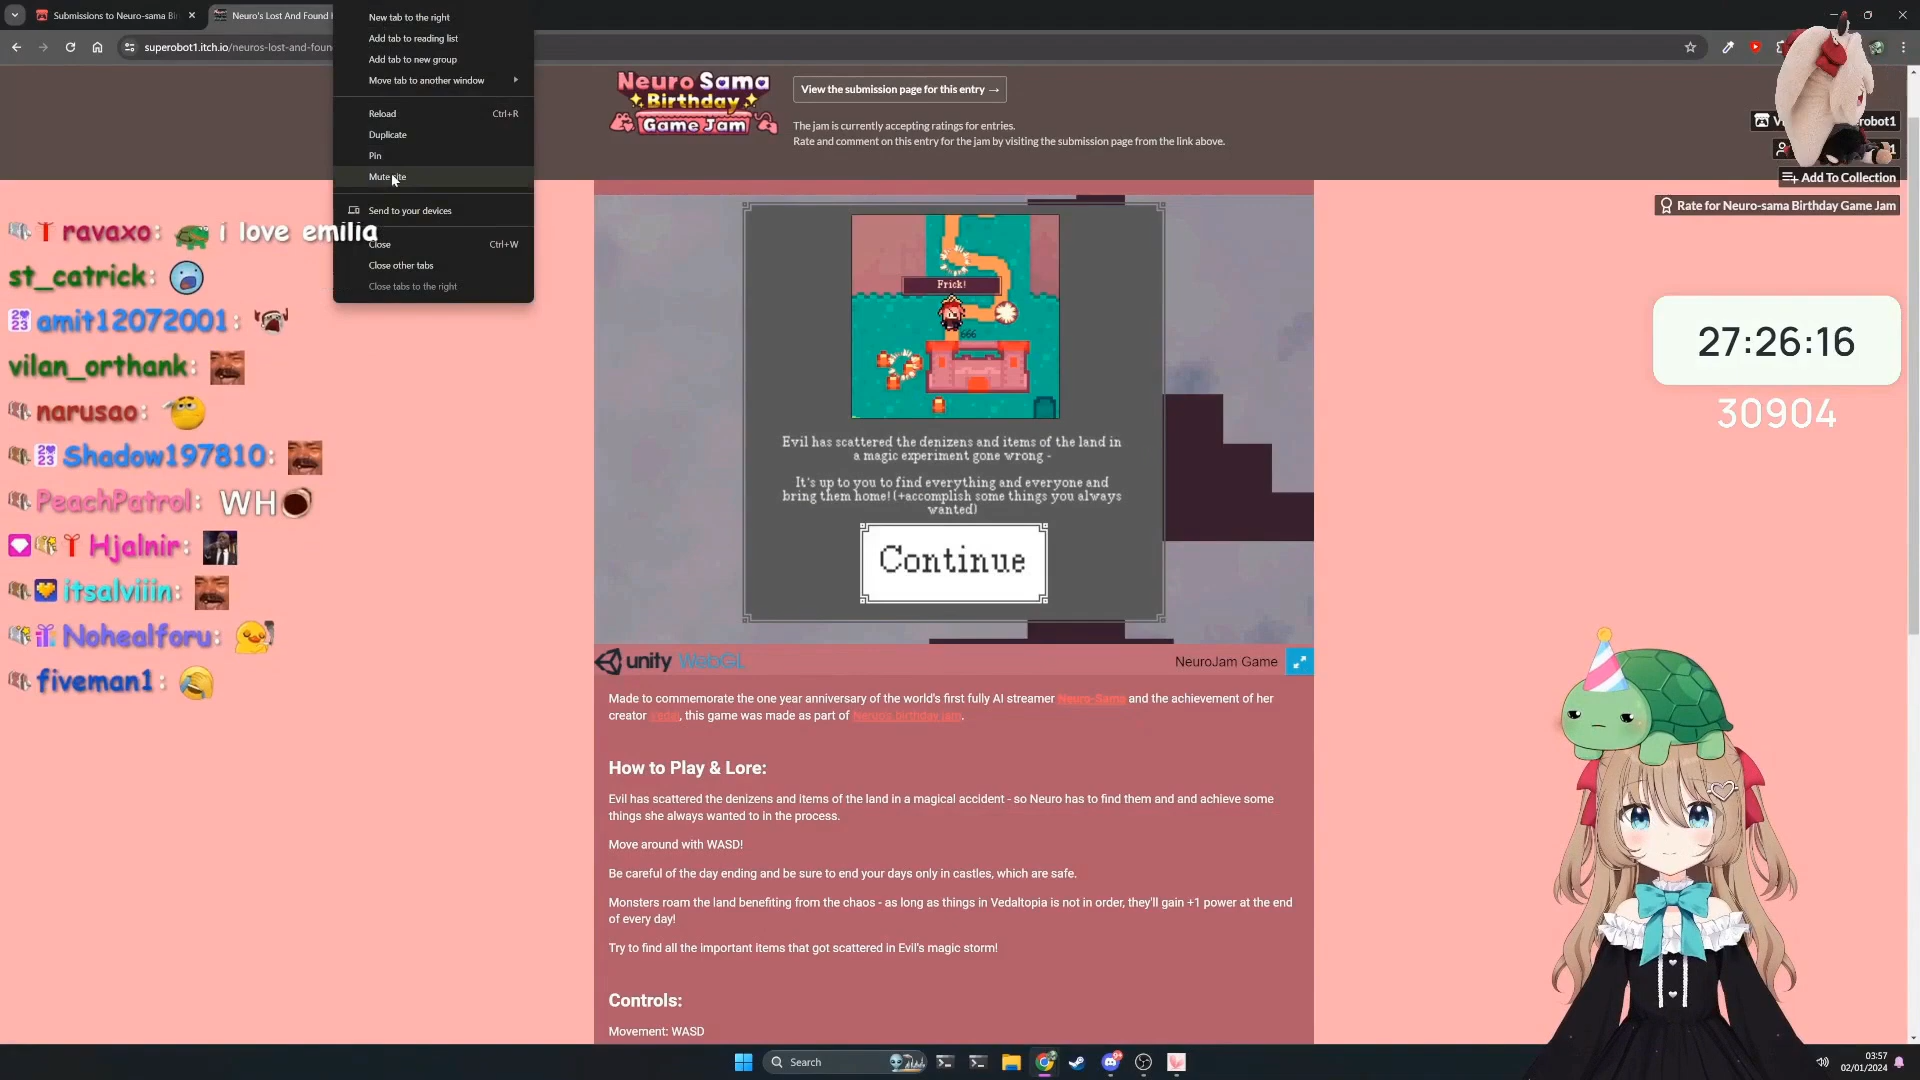 Submissions to Neuro-sama Bir
Neuro's Lost And Found
superobot1.itch.io/neuros-lost-and-foun
New tab to the right
Add tab to reading list
Add tab to new group
Move tab to another window
Reload Ctrl+R
Duplicate
Pin
Mute site
Send to your devices
Close Ctrl+W
Close other tabs
Close tabs to the right
Neuro Sama
Birthday
Game Jam
View the submission page for this entry →
The jam is currently accepting ratings for entries.
Rate and comment on this entry for the jam by visiting the submission page from the link above.
Add To Collection
Rate for Neuro-sama Birthday Game Jam
ravaxo: i love emilia
st_catrick:
amit12072001:
vilan_orthank:
narusao:
Shadow197810:
PeachPatrol: WH
Hjalnir:
itsalviiin:
Nohealforu:
fiveman1:
27:26:16
30904
Frick!
666
Evil has scattered the denizens and items of the land in
a magic experiment gone wrong -
It's up to you to find everything and everyone and
bring them home! (+accomplish some things you always
wanted)
Continue
unity WebGL
NeuroJam Game
Made to commemorate the one year anniversary of the world's first fully AI streamer Neuro-Sama and the achievement of her
creator Vedal, this game was made as part of Neruo's birthday jam.
How to Play & Lore:
Evil has scattered the denizens and items of the land in a magical accident - so Neuro has to find them and and achieve some
things she always wanted to in the process.
Move around with WASD!
Be careful of the day ending and be sure to end your days only in castles, which are safe.
Monsters roam the land benefiting from the chaos - as long as things in Vedaltopia is not in order, they'll gain +1 power at the end
of every day!
Try to find all the important items that got scattered in Evil's magic storm!
Controls:
Movement: WASD
Search
03:57
02/01/2024